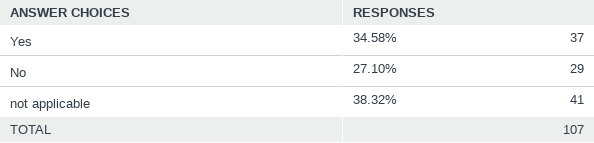 ANSWER CHOICES RESPONSES
Yes 34.58% 37
No 27.10% 29
not applicable 38.32% 41
TOTAL 107